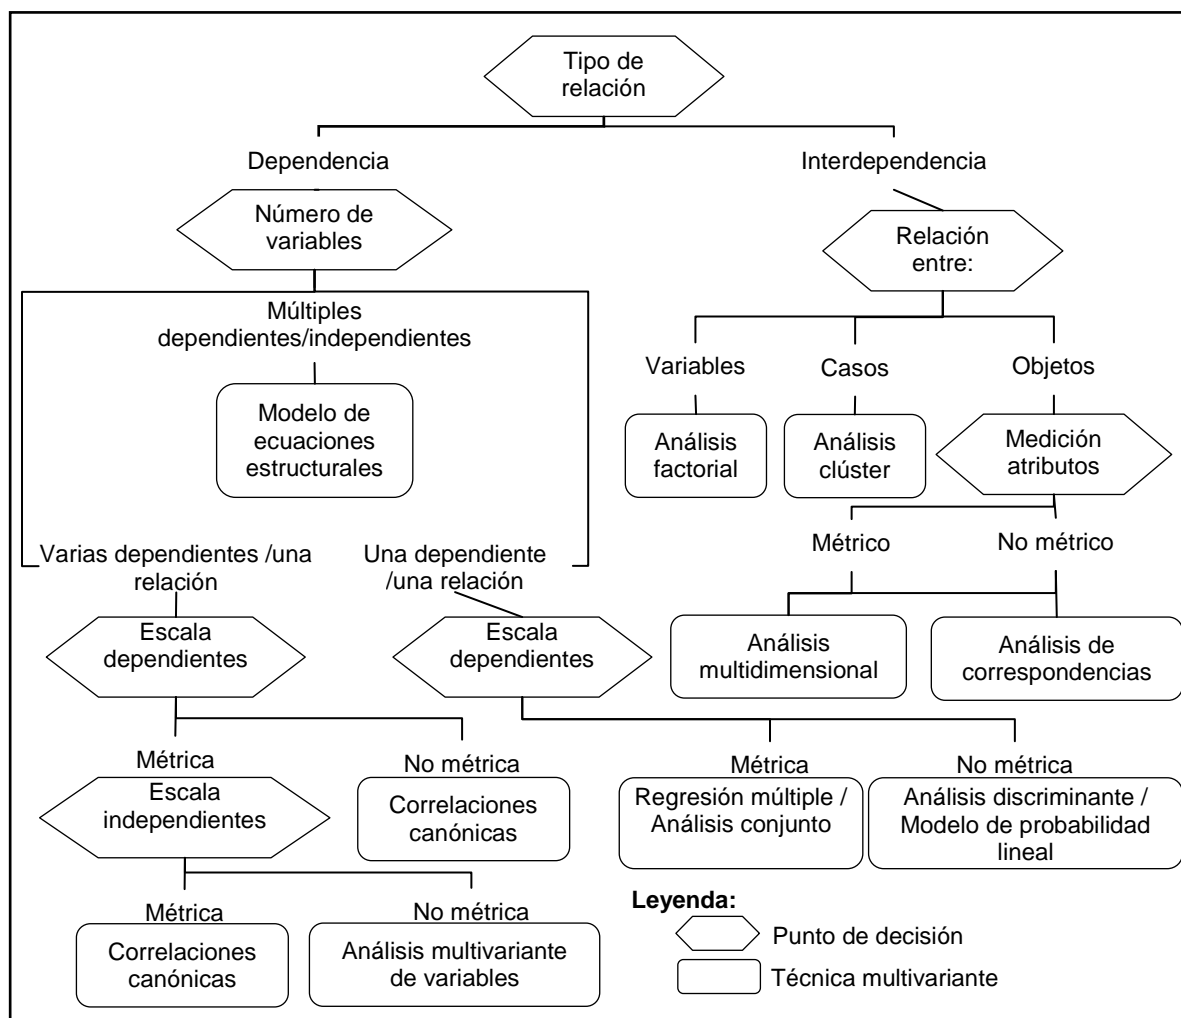 Tipo de
relación
Dependencia
Interdependencia
Número de
variables
Relación
entre:
Múltiples
dependientes/independientes
Variables
Casos
Objetos
Modelo de
ecuaciones
estructurales
Análisis
factorial
Análisis
clúster
Medición
atributos
Métrico
No métrico
Varias dependientes /una
relación
Una dependiente
/una relación
Escala
dependientes
Escala
dependientes
Análisis
multidimensional
Análisis de
correspondencias
Métrica
No métrica
Métrica
No métrica
Escala
independientes
Correlaciones
canónicas
Regresión múltiple /
Análisis conjunto
Análisis discriminante /
Modelo de probabilidad
lineal
Métrica
No métrica
Correlaciones
canónicas
Análisis multivariante
de variables
Leyenda:
Punto de decisión
Técnica multivariante